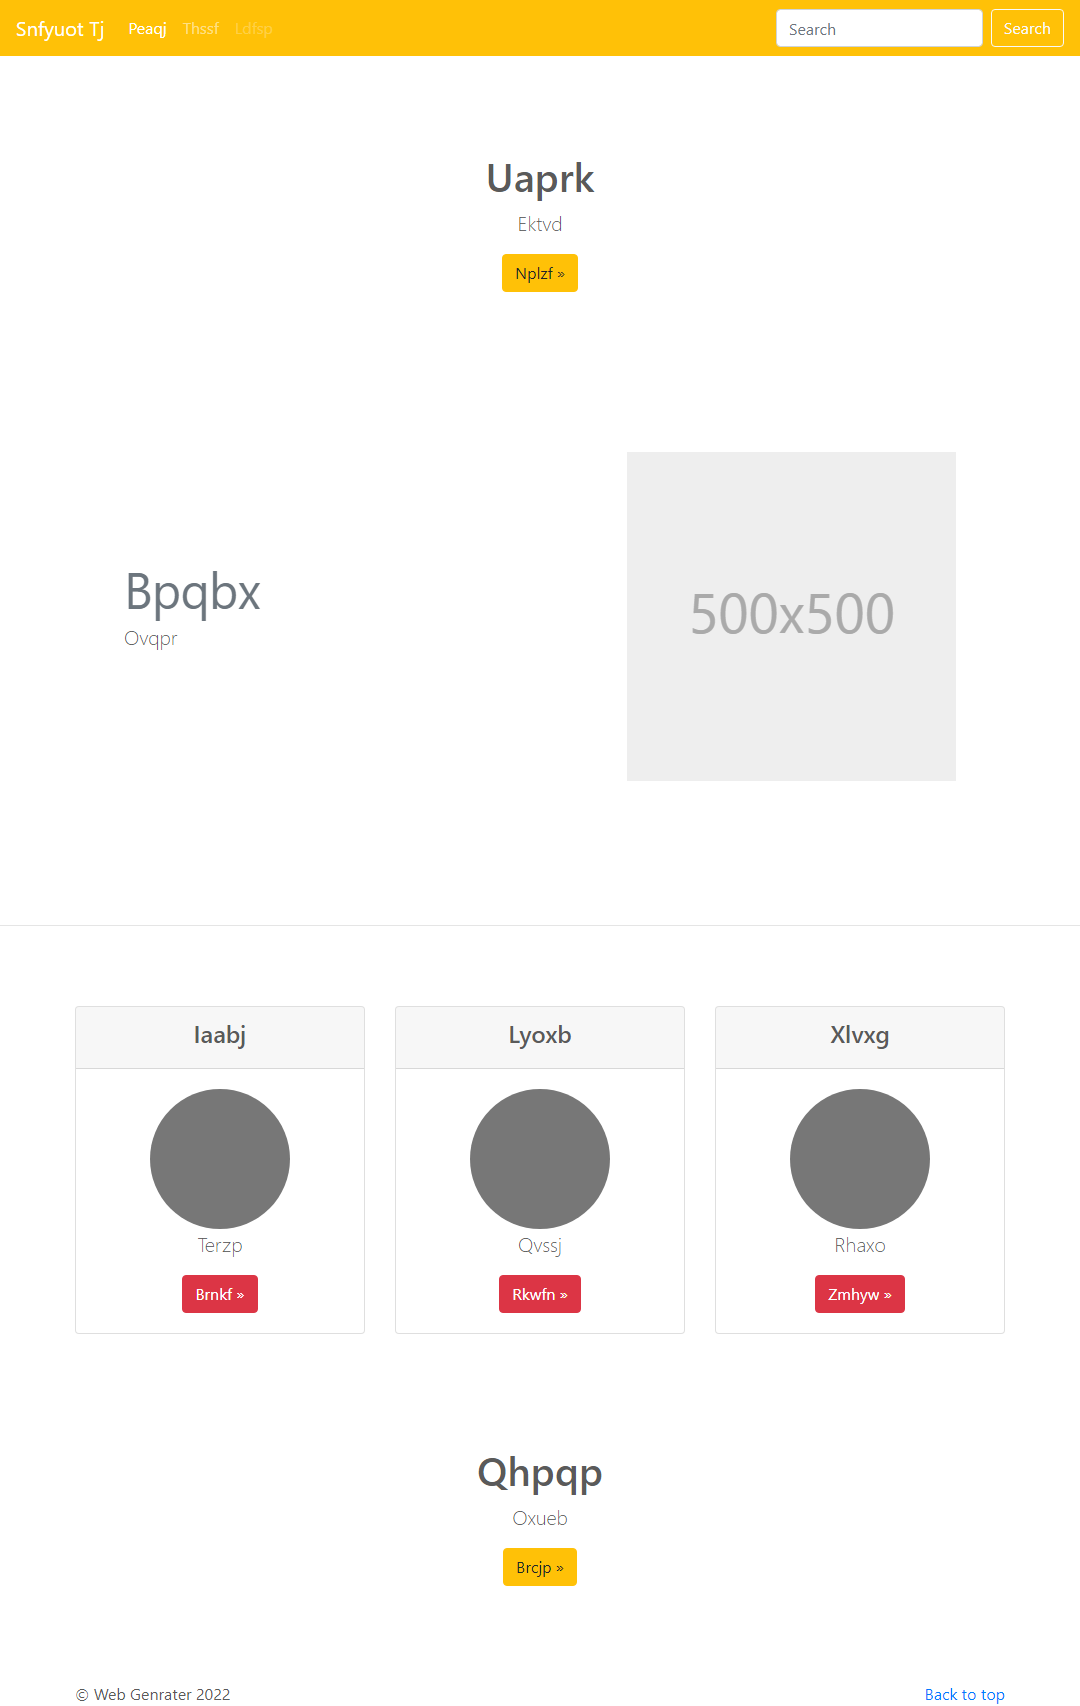 Snfyuot Tj Peaqj Thssf Ldfsp Search Search
Uaprk
Ektvd
Nplzf »
Bpqbx
Ovqpr
500x500
Iaabj Lyoxb Xlvxg
Terzp Qvssj Rhaxo
Brnkf » Rkwfn » Zmhyw »
Qhpqp
Oxueb
Brcjp »
© Web Genrater 2022 Back to top